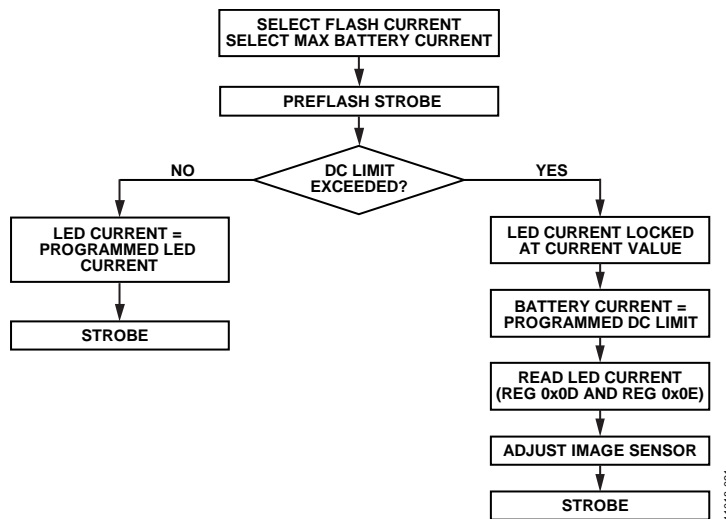 SELECT FLASH CURRENT
SELECT MAX BATTERY CURRENT
PREFLASH STROBE
DC LIMIT
EXCEEDED?
NO
YES
LED CURRENT =
PROGRAMMED LED
CURRENT
STROBE
LED CURRENT LOCKED
AT CURRENT VALUE
BATTERY CURRENT =
PROGRAMMED DC LIMIT
READ LED CURRENT
(REG 0x0D AND REG 0x0E)
ADJUST IMAGE SENSOR
STROBE